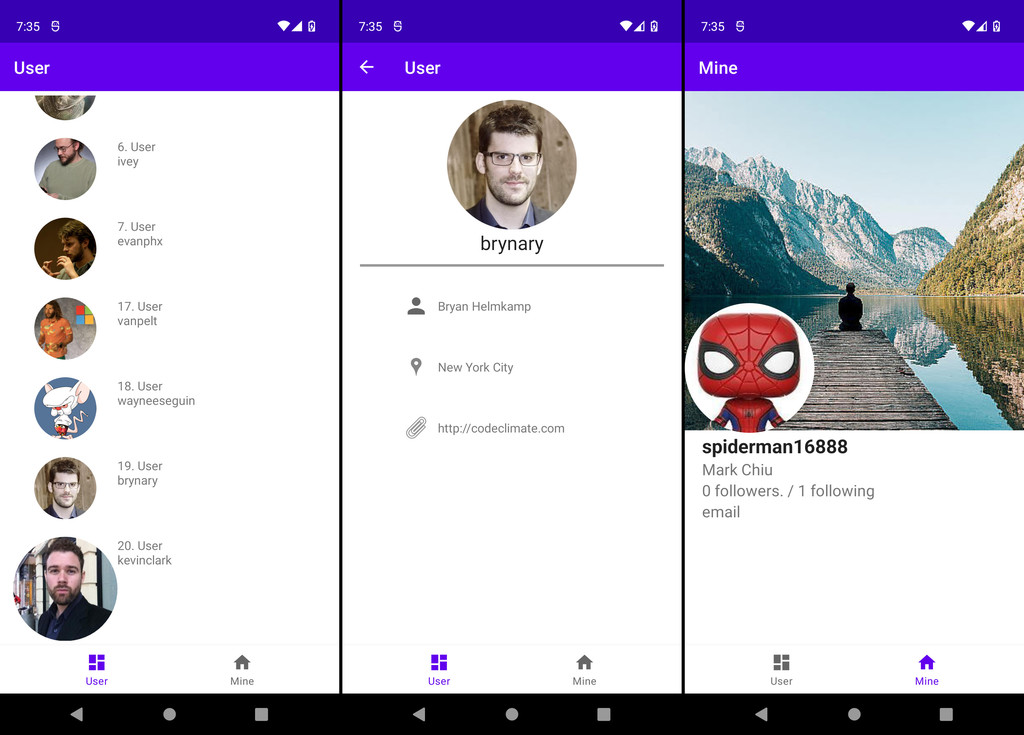 7:35
User
6. User
ivey
7. User
evanphx
17. User
vanpelt
18. User
wayneeseguin
19. User
brynary
20. User
kevinclark
User
Mine
7:35
User
brynary
Bryan Helmkamp
New York City
http://codeclimate.com
User
Mine
7:35
Mine
spiderman16888
Mark Chiu
0 followers. / 1 following
email
User
Mine